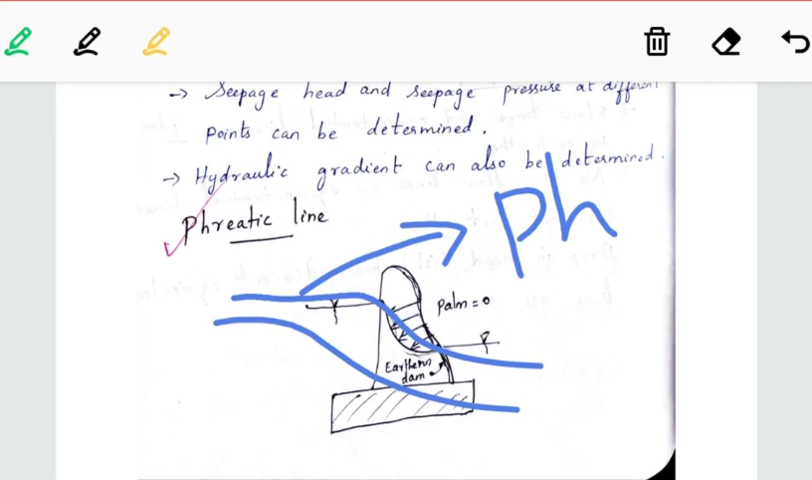 → Seepage head and seepage pressure at different
points can be determined.
→ Hydraulic gradient can also be determined.
Phreatic line
Ph
Patm = 0
Earthern
dam